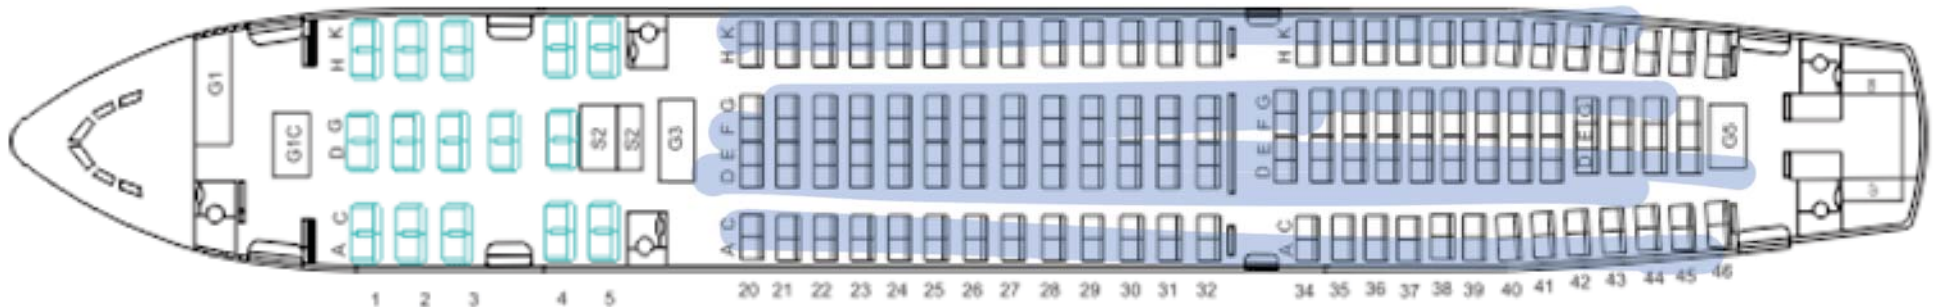 K K K
H H H
G1
G G G G
F F
G1C S2 S2 G3 E E E G5
D D D D
C C C
A A A
1 2 3 4 5 20 21 22 23 24 25 26 27 28 29 30 31 32 34 35 36 37 38 39 40 41 42 43 44 45 46